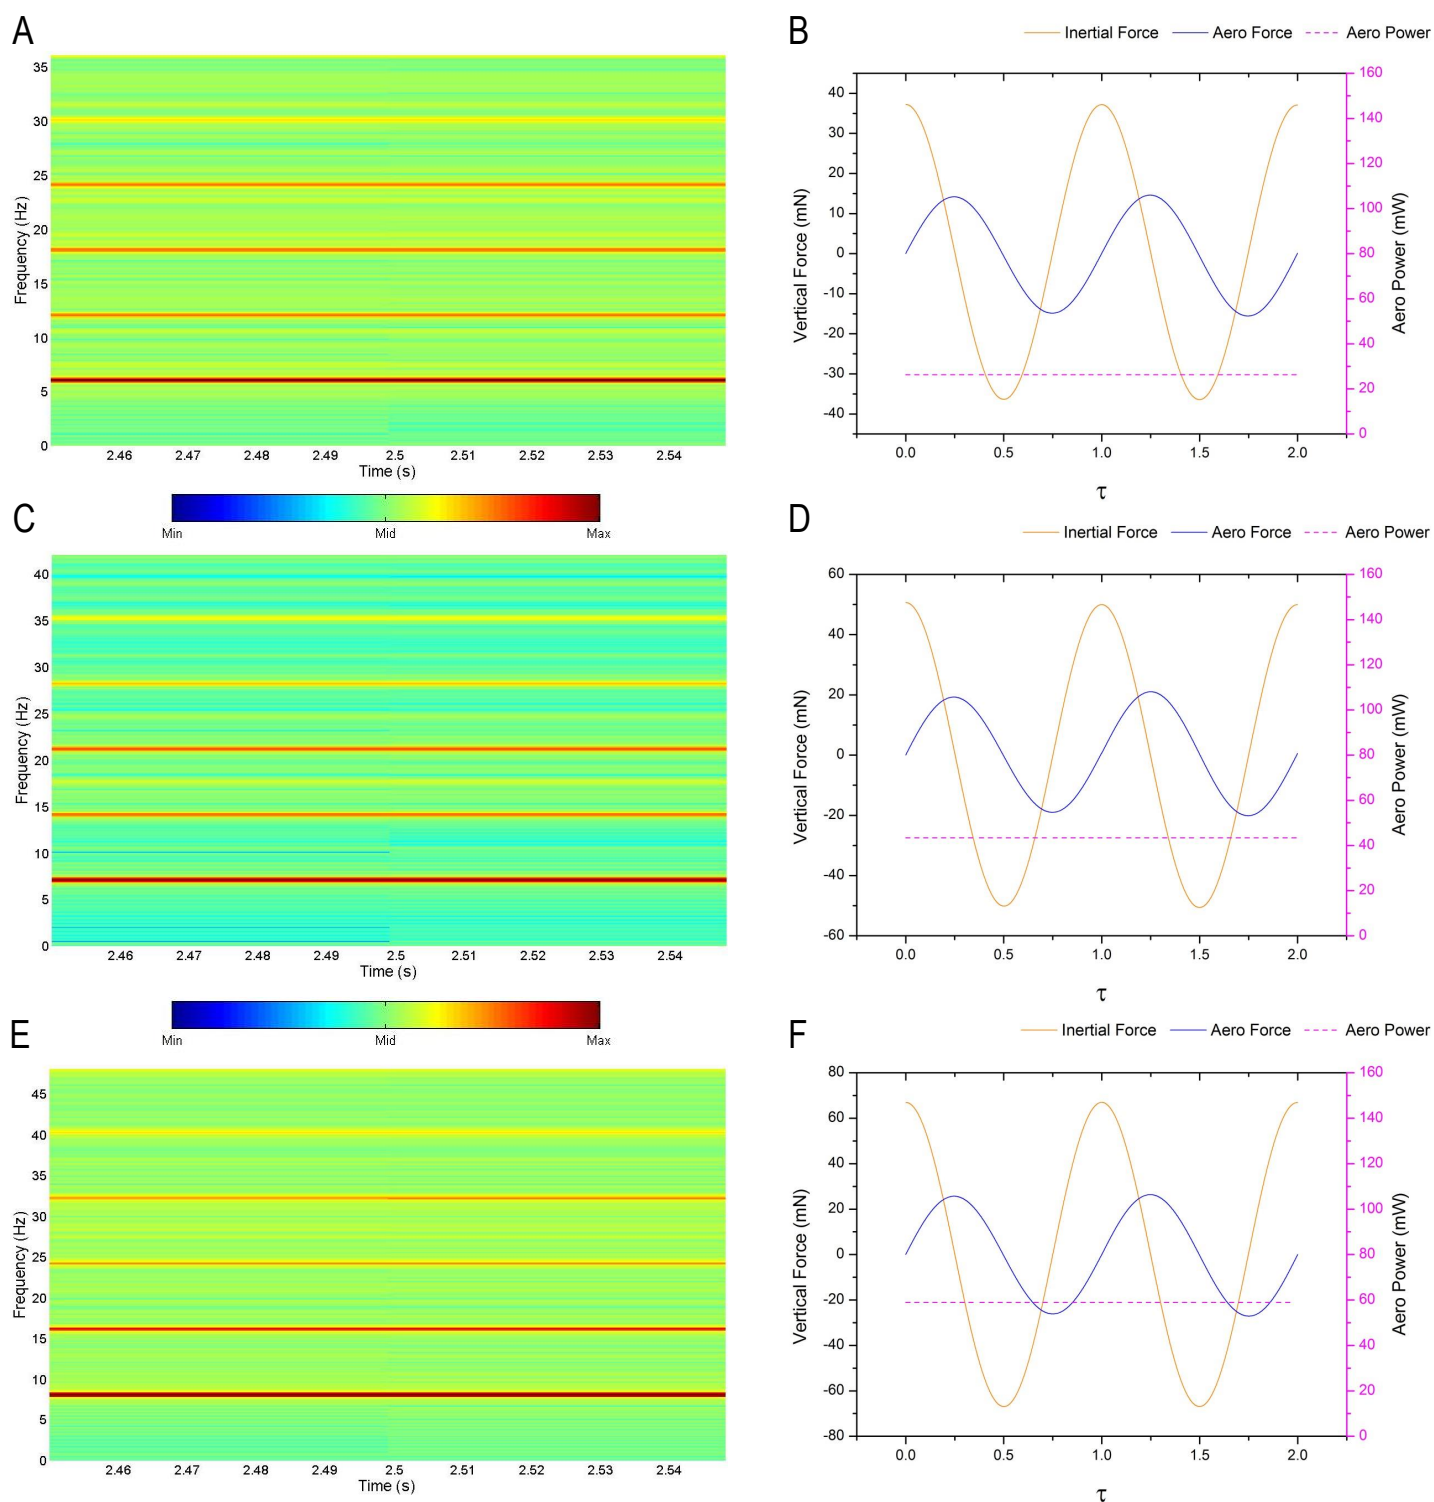 A
Frequency (Hz)
35
30
25
20
15
10
5
0
2.46 2.47 2.48 2.49 2.5 2.51 2.52 2.53 2.54
Time (s)
Min Mid Max
B
Inertial Force Aero Force Aero Power
Vertical Force (mN)
40
30
20
10
0
-10
-20
-30
-40
160
140
120
100
80
60
40
20
0
Aero Power (mW)
0.0 0.5 1.0 1.5 2.0
τ
C
Frequency (Hz)
40
35
30
25
20
15
10
5
0
2.46 2.47 2.48 2.49 2.5 2.51 2.52 2.53 2.54
Time (s)
Min Mid Max
D
Inertial Force Aero Force Aero Power
Vertical Force (mN)
60
40
20
0
-20
-40
-60
160
140
120
100
80
60
40
20
0
Aero Power (mW)
0.0 0.5 1.0 1.5 2.0
τ
E
Frequency (Hz)
45
40
35
30
25
20
15
10
5
0
2.46 2.47 2.48 2.49 2.5 2.51 2.52 2.53 2.54
Time (s)
F
Inertial Force Aero Force Aero Power
Vertical Force (mN)
80
60
40
20
0
-20
-40
-60
-80
160
140
120
100
80
60
40
20
0
Aero Power (mW)
0.0 0.5 1.0 1.5 2.0
τ